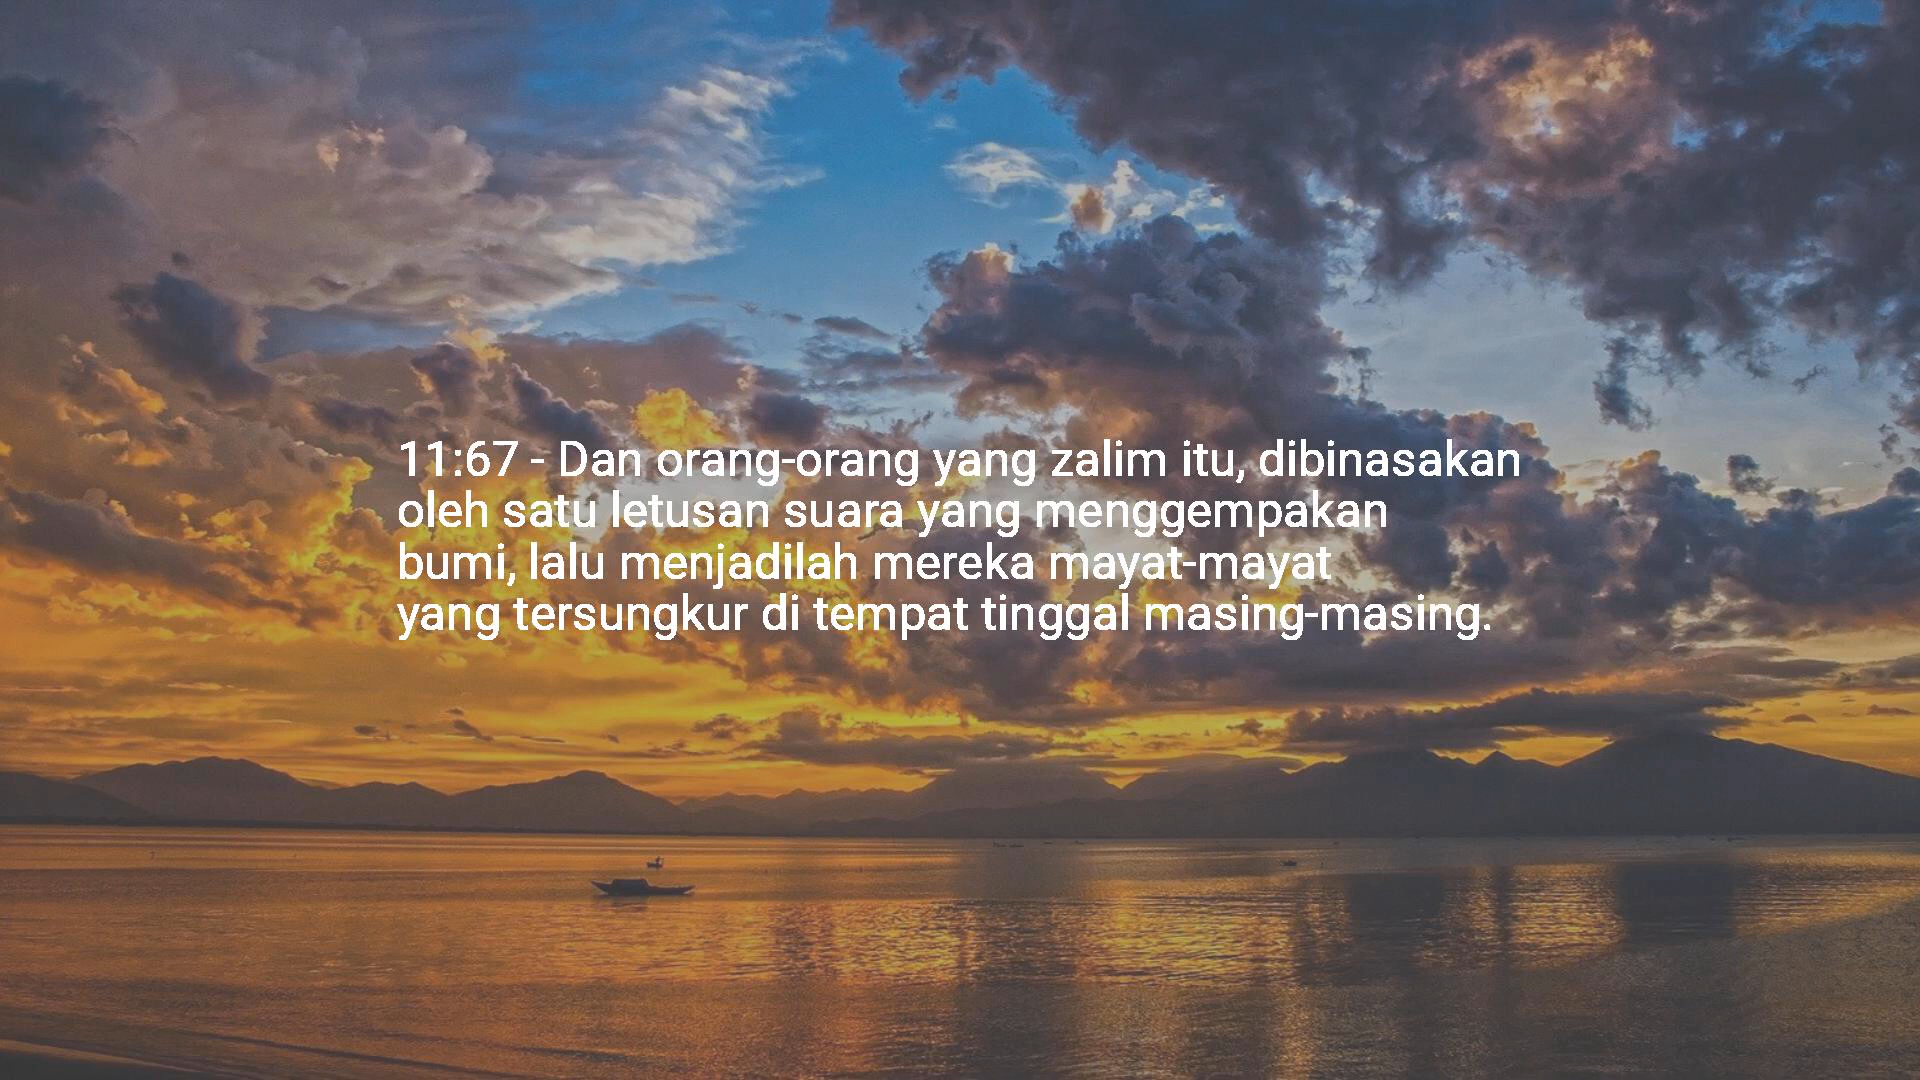 11:67 - Dan orang-orang yang zalim itu, dibinasakan
oleh satu letusan suara yang menggempakan
bumi, lalu menjadilah mereka mayat-mayat
yang tersungkur di tempat tinggal masing-masing.